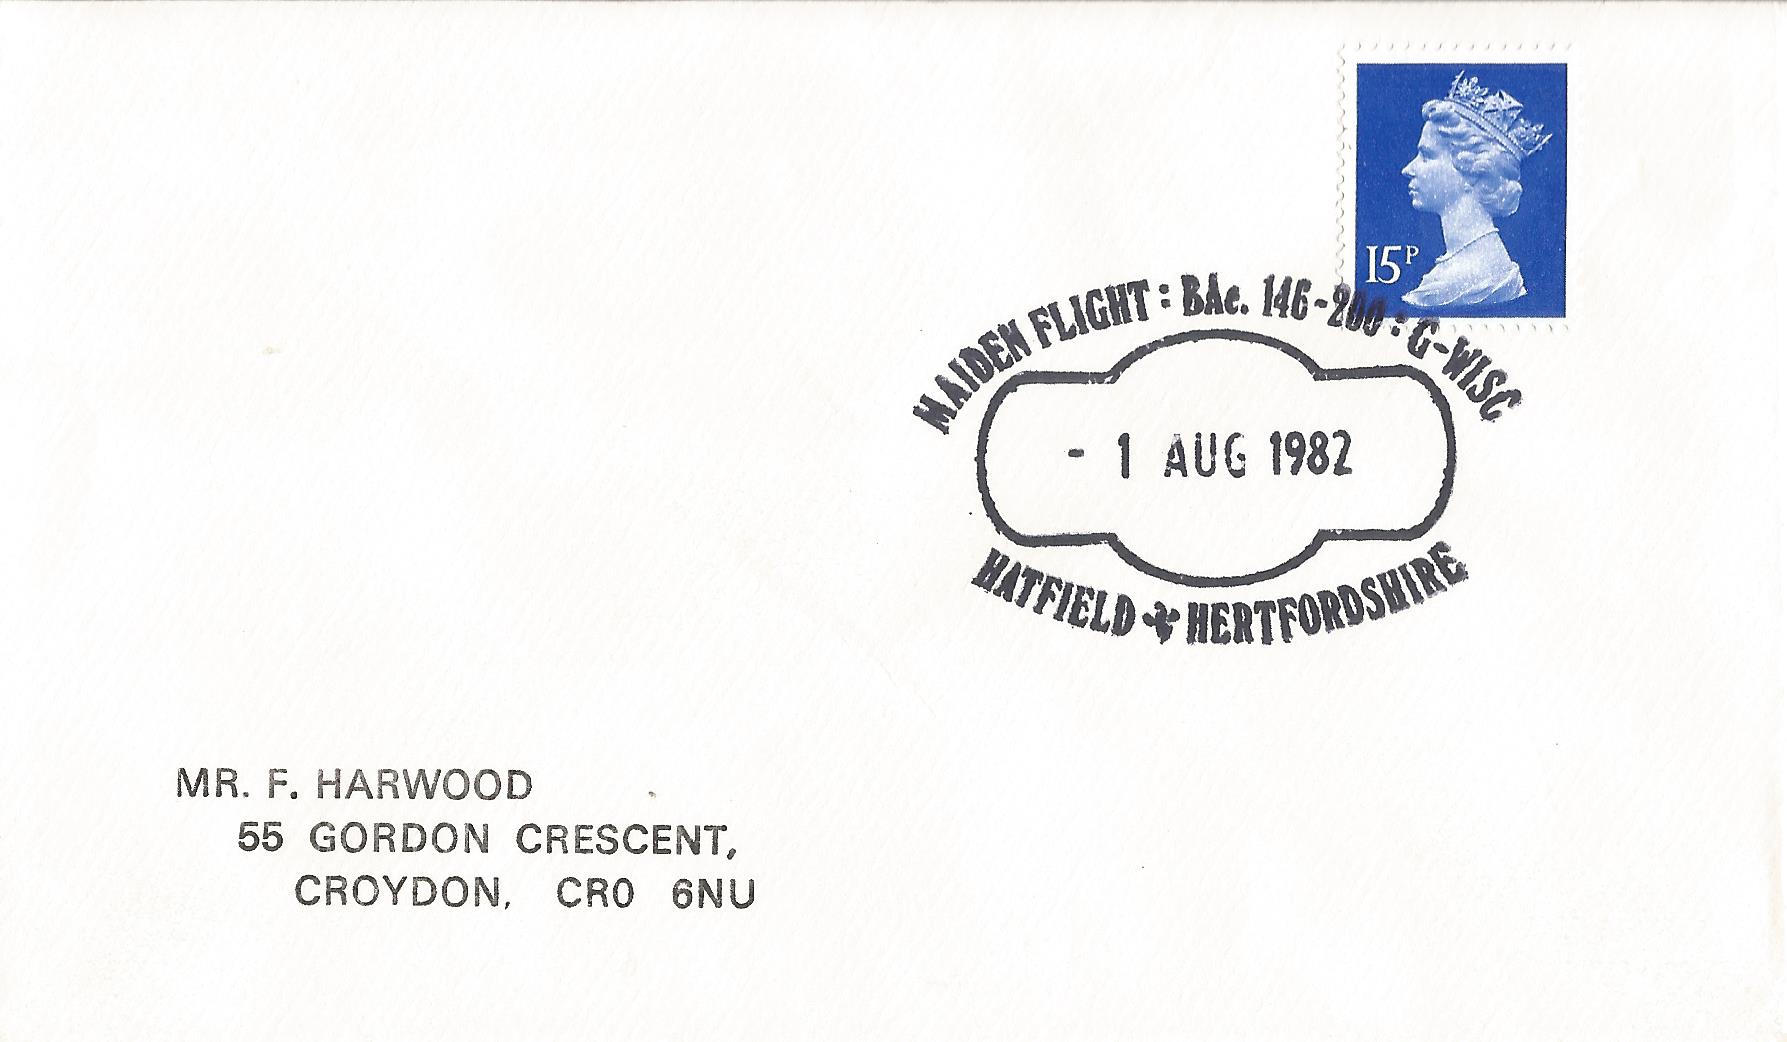 15P
MAIDEN FLIGHT : BAe. 146-200 : G-WISC
- 1 AUG 1982
HATFIELD HERTFORDSHIRE
MR. F. HARWOOD
55 GORDON CRESCENT,
CROYDON, CR0 6NU